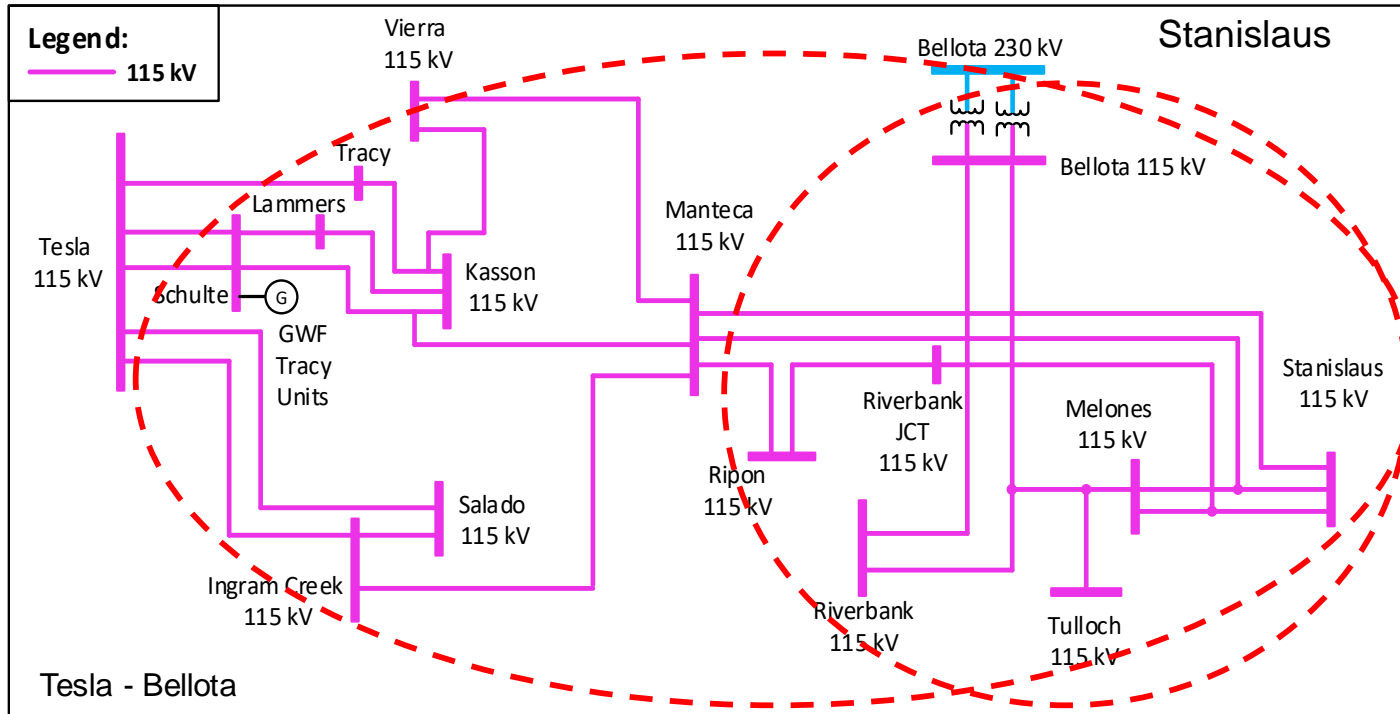 Legend:
115 kV
Vierra
115 kV
Bellota 230 kV
Stanislaus
Bellota 115 kV
Tracy
Lammers
Tesla
115 kV
Schulte
G
GWF
Tracy
Units
Kasson
115 kV
Manteca
115 kV
Riverbank
JCT
115 kV
Melones
115 kV
Stanislaus
115 kV
Ripon
115 kV
Salado
115 kV
Ingram Creek
115 kV
Riverbank
115 kV
Tulloch
115 kV
Tesla - Bellota